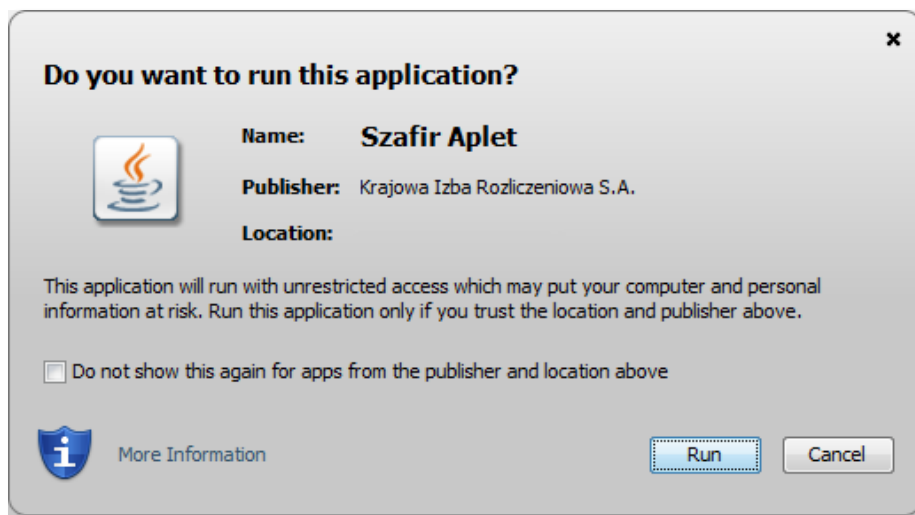 Do you want to run this application?
Name: Szafir Aplet
Publisher: Krajowa Izba Rozliczeniowa S.A.
Location:
This application will run with unrestricted access which may put your computer and personal
information at risk. Run this application only if you trust the location and publisher above.
Do not show this again for apps from the publisher and location above
More Information Run Cancel